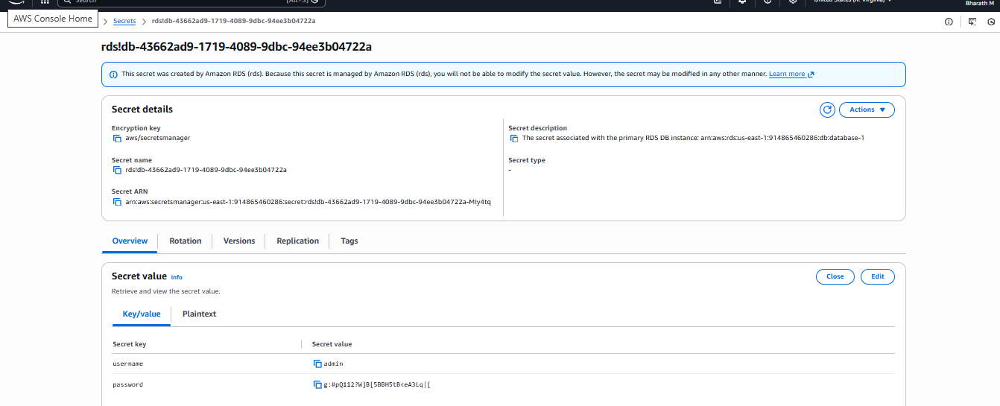 Search [Alt+S] United States (N. Virginia) Bharath M
AWS Console Home
Secrets
rds!db-43662ad9-1719-4089-9dbc-94ee3b04722a
rds!db-43662ad9-1719-4089-9dbc-94ee3b04722a
This secret was created by Amazon RDS (rds). Because this secret is managed by Amazon RDS (rds), you will not be able to modify the secret value. However, the secret may be modified in any other manner. Learn more
Secret details
Actions
Encryption key
aws/secretsmanager
Secret name
rds!db-43662ad9-1719-4089-9dbc-94ee3b04722a
Secret ARN
arn:aws:secretsmanager:us-east-1:914865460286:secret:rds!db-43662ad9-1719-4089-9dbc-94ee3b04722a-MIy4tq
Secret description
The secret associated with the primary RDS DB instance: arn:aws:rds:us-east-1:914865460286:db:database-1
Secret type
-
Overview Rotation Versions Replication Tags
Secret value Info
Close Edit
Retrieve and view the secret value.
Key/value Plaintext
Secret key Secret value
username admin
password g:#pQ112?W]B[5BBH5tB<eA3Lq|[